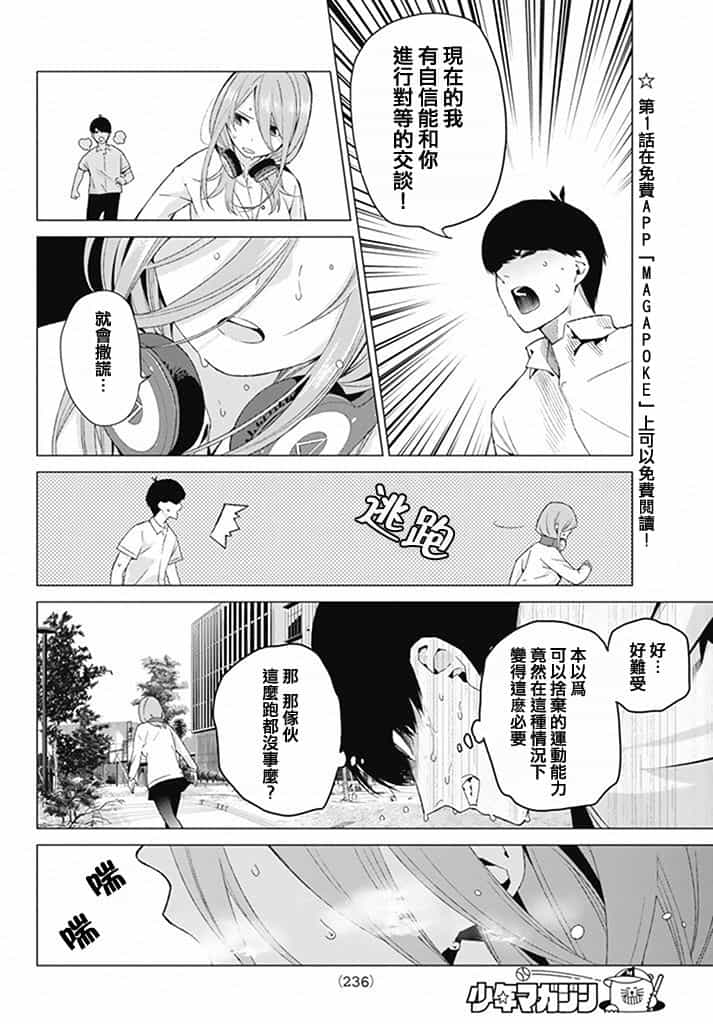 ☆第1話在免費APP「MAGAPOKE」上可以免費閱讀！
現在的我
有自信能和你
進行對等的交談！
就會撒謊…
逃跑
好…
好難受
本以爲
可以捨棄的運動能力
竟然在這種情況下
變得這麽必要
那 那傢伙
這麼跑都沒事麼？
喘
喘
（236）
少年マガジン